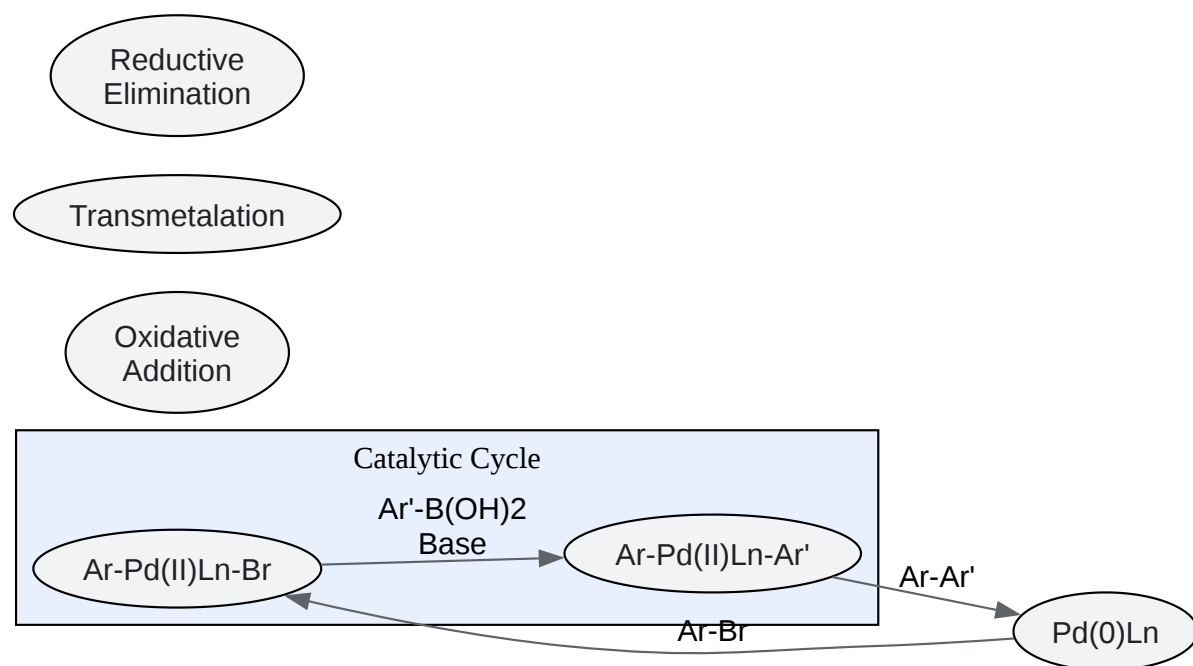 Reductive
Elimination
Transmetalation
Oxidative
Addition
Catalytic Cycle
Ar'-B(OH)2
Base
Ar-Pd(II)Ln-Br
Ar-Pd(II)Ln-Ar'
Ar-Ar'
Ar-Br
Pd(0)Ln